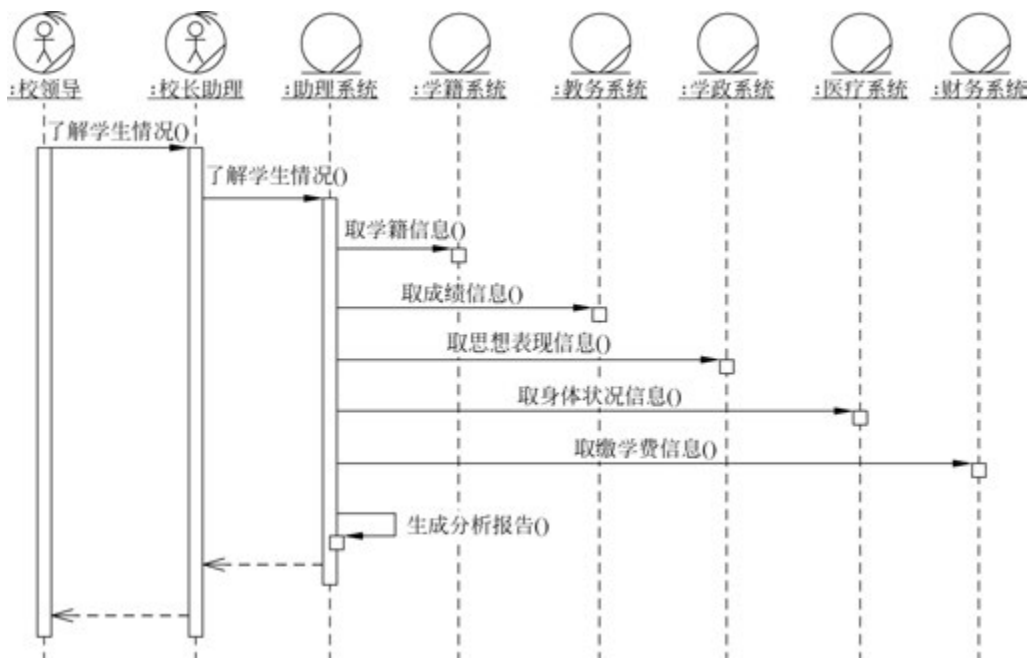 :校领导
:校长助理
:助理系统
:学籍系统
:教务系统
:学政系统
:医疗系统
:财务系统
了解学生情况()
了解学生情况()
取学籍信息()
取成绩信息()
取思想表现信息()
取身体状况信息()
取缴学费信息()
生成分析报告()